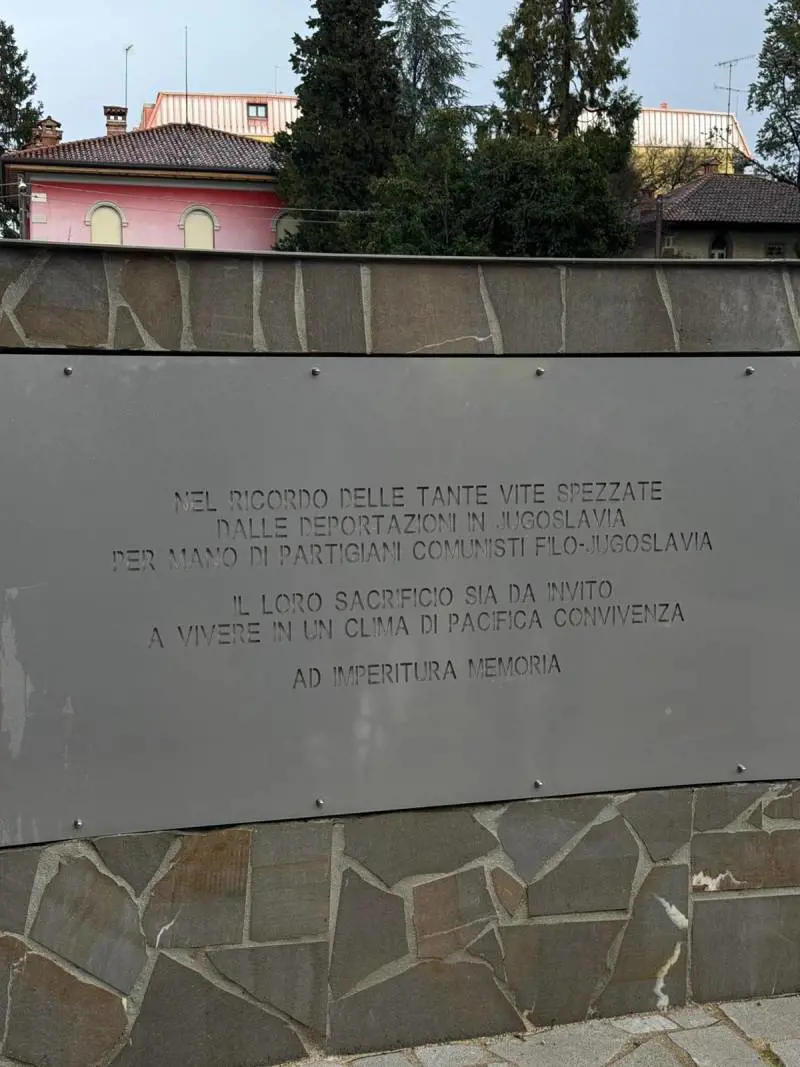 NEL RICORDO DELLE TANTE VITE SPEZZATE
DALLE DEPORTAZIONI IN JUGOSLAVIA
PER MANO DI PARTIGIANI COMUNISTI FILO-JUGOSLAVIA
IL LORO SACRIFICIO SIA DA INVITO
A VIVERE IN UN CLIMA DI PACIFICA CONVIVENZA
AD IMPERITURA MEMORIA